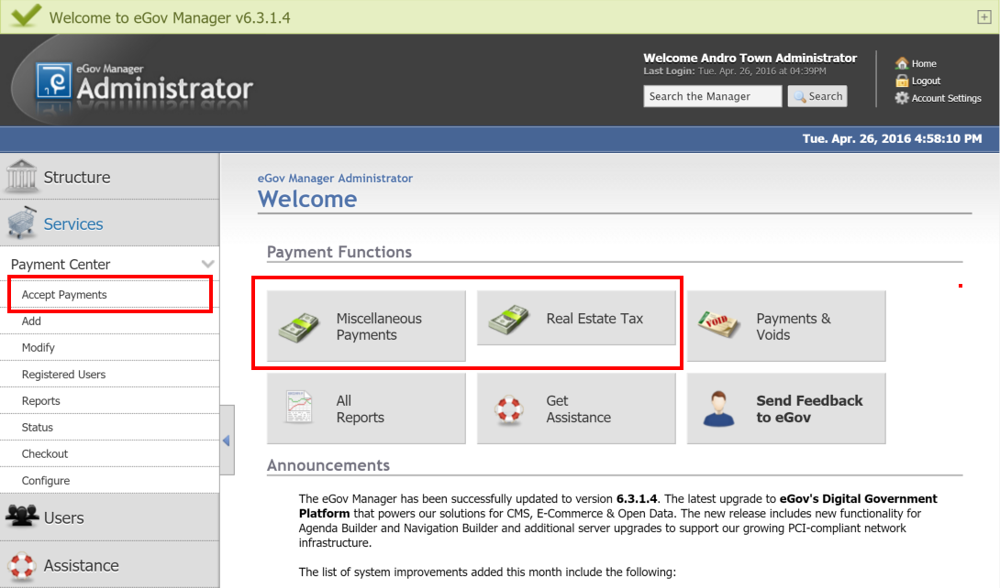 Welcome to eGov Manager v6.3.1.4
eGov Manager
Administrator
Welcome Andro Town Administrator
Last Login: Tue. Apr. 26, 2016 at 04:39PM
Search the Manager
Search
Home
Logout
Account Settings
Tue. Apr. 26, 2016 4:58:10 PM
Structure
Services
Payment Center
Accept Payments
Add
Modify
Registered Users
Reports
Status
Checkout
Configure
Users
Assistance
eGov Manager Administrator
Welcome
Payment Functions
Miscellaneous
Payments
Real Estate Tax
VOID
Payments &
Voids
All
Reports
Get
Assistance
Send Feedback
to eGov
Announcements
The eGov Manager has been successfully updated to version 6.3.1.4. The latest upgrade to eGov's Digital Government
Platform that powers our solutions for CMS, E-Commerce & Open Data. The new release includes new functionality for
Agenda Builder and Navigation Builder and additional server upgrades to support our growing PCI-compliant network
infrastructure.
The list of system improvements added this month include the following: